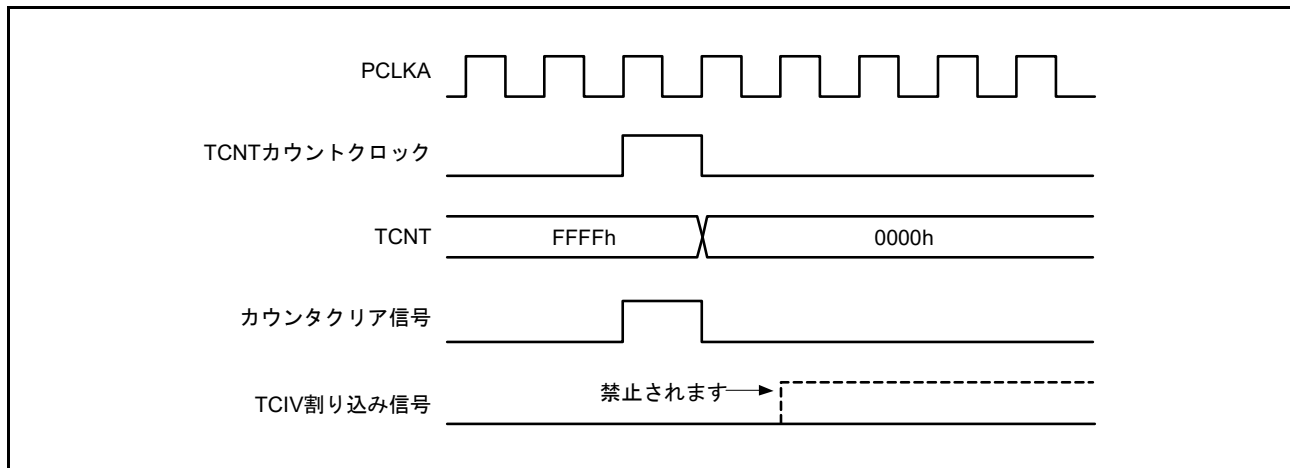 PCLKA
TCNTカウントクロック
TCNT
FFFFh
0000h
カウンタクリア信号
禁止されます
TCIV割り込み信号